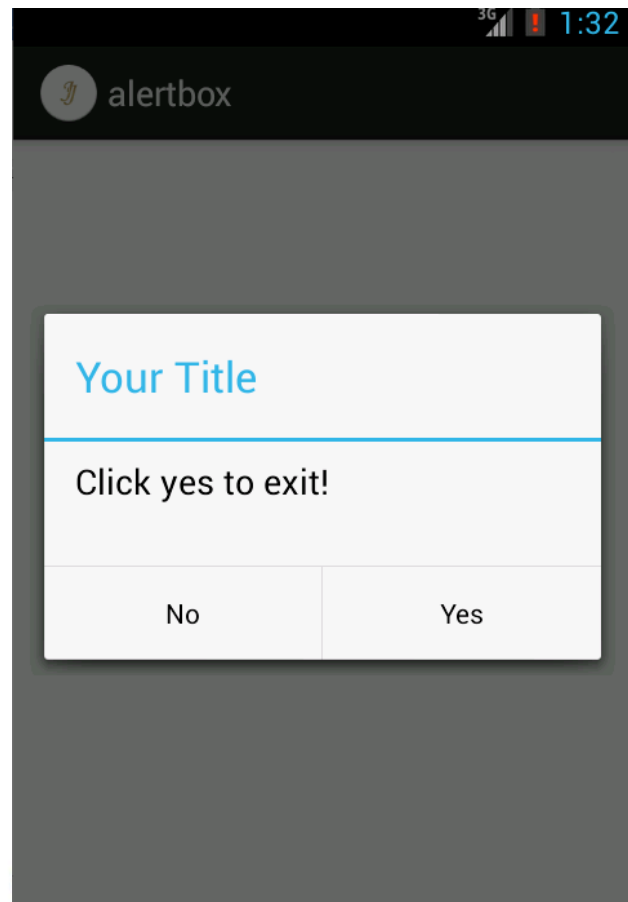 3G 1:32
alertbox
Your Title
Click yes to exit!
No Yes